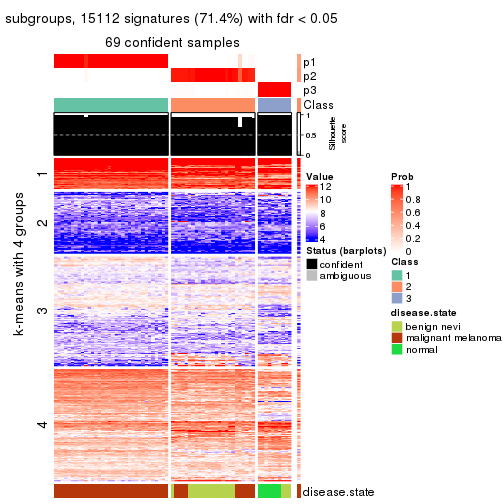 subgroups, 15112 signatures (71.4%) with fdr < 0.05
69 confident samples
p1
p2
p3
Class
1
0.5
0
Silhouette
score
k-means with 4 groups
1
2
3
4
disease.state
Value
12
10
8
6
4
Status (barplots)
confident
ambiguous
Prob
1
0.8
0.6
0.4
0.2
0
Class
1
2
3
disease.state
benign nevi
malignant melanoma
normal